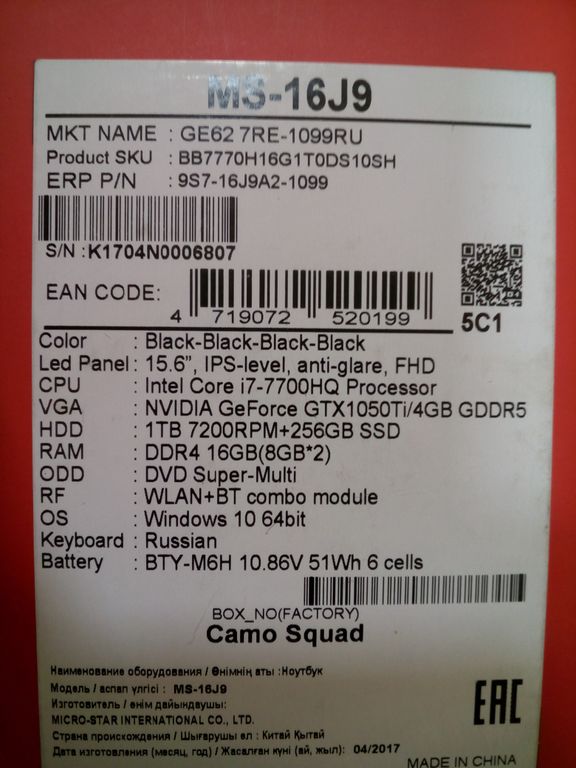 MS-16J9
MKT NAME : GE62 7RE-1099RU
Product SKU : BB7770H16G1T0DS10SH
ERP P/N : 9S7-16J9A2-1099
S/N :K1704N0006807
EAN CODE:
4 719072 520199
5C1
Color : Black-Black-Black-Black
Led Panel : 15.6”, IPS-level, anti-glare, FHD
CPU : Intel Core i7-7700HQ Processor
VGA : NVIDIA GeForce GTX1050Ti/4GB GDDR5
HDD : 1TB 7200RPM+256GB SSD
RAM : DDR4 16GB(8GB*2)
ODD : DVD Super-Multi
RF : WLAN+BT combo module
OS : Windows 10 64bit
Keyboard : Russian
Battery : BTY-M6H 10.86V 51Wh 6 cells
BOX_NO(FACTORY)
Camo Squad
Наименование оборудования / Өнімнің аты :Ноутбук
Модель / аспап үлгісі : MS-16J9
Изготовитель / өнім дайындаушы:
MICRO-STAR INTERNATIONAL CO., LTD.
Страна происхождения / Шығарушы ел : Китай Қытай
Дата изготовления (месяц, год) / Жасалған күні (ай, жыл): 04/2017
EAC
MADE IN CHINA